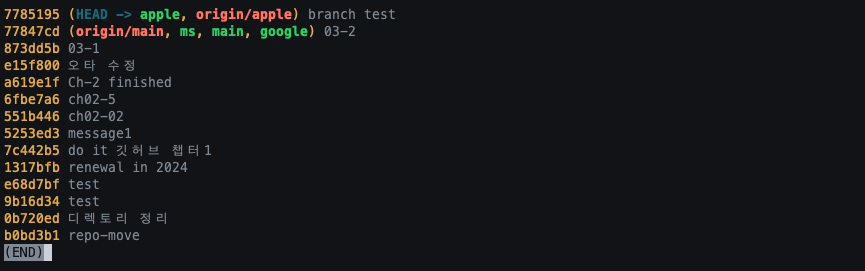 7785195 (HEAD -> apple, origin/apple) branch test
77847cd (origin/main, ms, main, google) 03-2
873dd5b 03-1
e15f800 오타 수정
a619e1f Ch-2 finished
6fbe7a6 ch02-5
551b446 ch02-02
5253ed3 message1
7c442b5 do it 깃허브 챕터1
1317bfb renewal in 2024
e68d7bf test
9b16d34 test
0b720ed 디렉토리 정리
b0bd3b1 repo-move
(END)